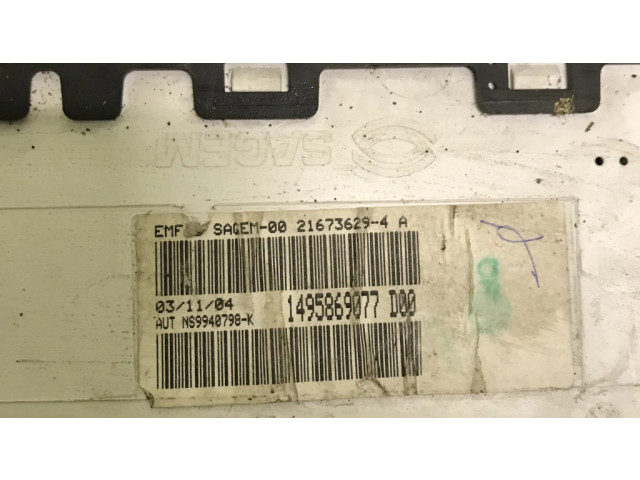 SAGEM
EMF SAGEM-00 21673629-4 A
03/11/04
1495869077 D00
AUT NS9940798-K